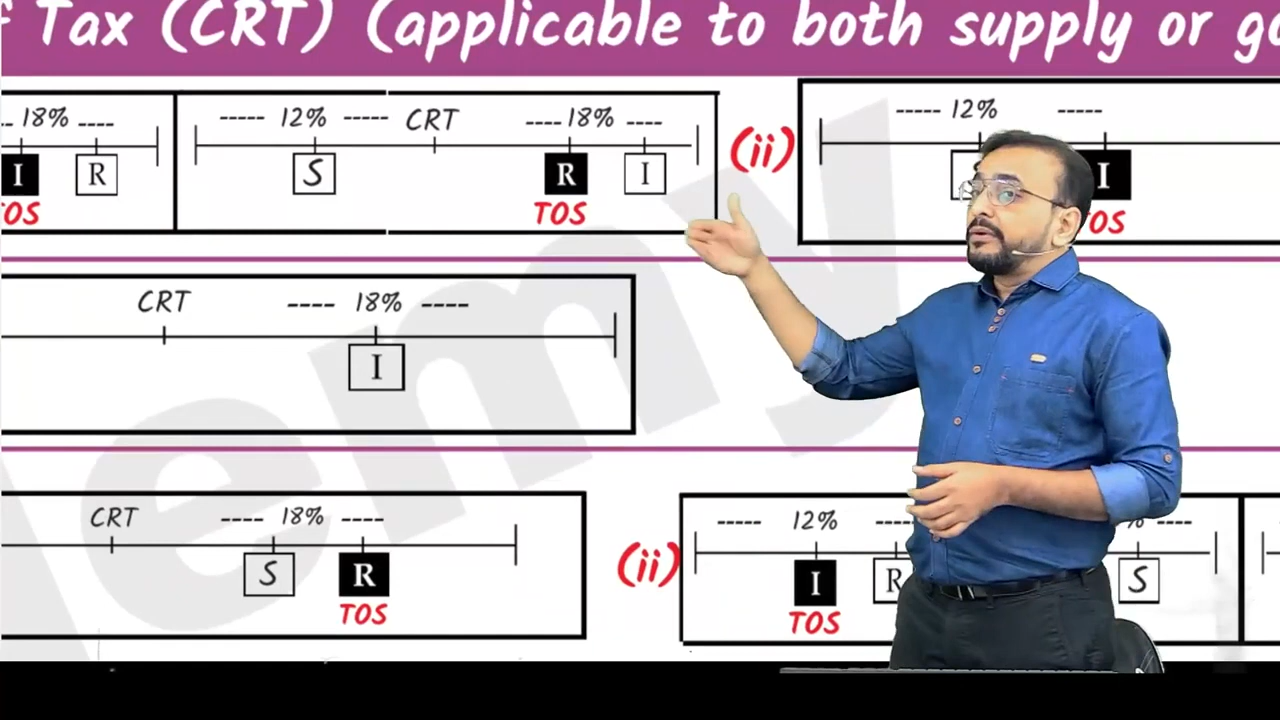 Tax (CRT) (applicable to both supply or
18% ----
I R
TOS
----- 12% ----- CRT ---- 18% ----
S R I
TOS
(ii)
----- 12% -----
I
TOS
CRT ---- 18% ----
I
CRT ---- 18% ----
S R
TOS
(ii)
----- 12%
I R S
TOS